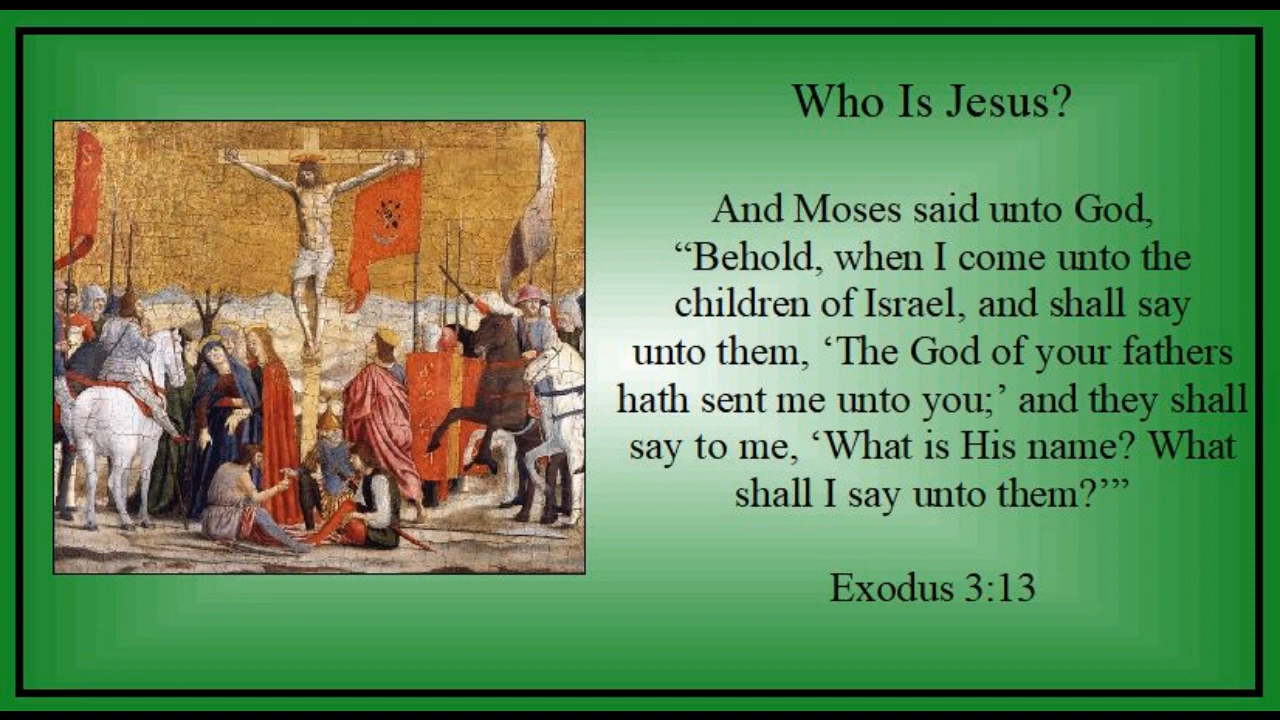 Who Is Jesus?
And Moses said unto God,
“Behold, when I come unto the
children of Israel, and shall say
unto them, ‘The God of your fathers
hath sent me unto you;’ and they shall
say to me, ‘What is His name? What
shall I say unto them?’”
Exodus 3:13